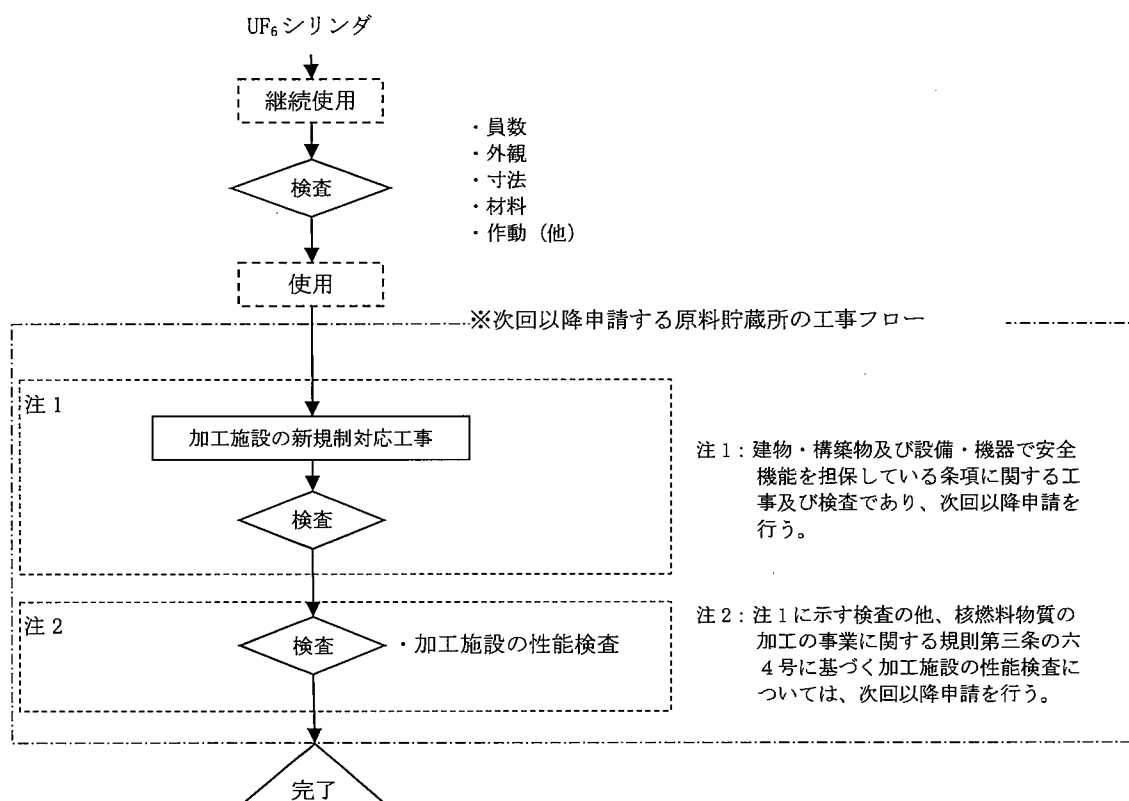 UF₆シリンダ
継続使用
検査
・員数
・外観
・寸法
・材料
・作動（他）
使用
※次回以降申請する原料貯蔵所の工事フロー
注1
加工施設の新規制対応工事
検査
注1：建物・構築物及び設備・機器で安全
機能を担保している条項に関する工
事及び検査であり、次回以降申請を
行う。
注2
検査
・加工施設の性能検査
注2：注1に示す検査の他、核燃料物質の
加工の事業に関する規則第三条の六
4号に基づく加工施設の性能検査に
ついては、次回以降申請を行う。
完了